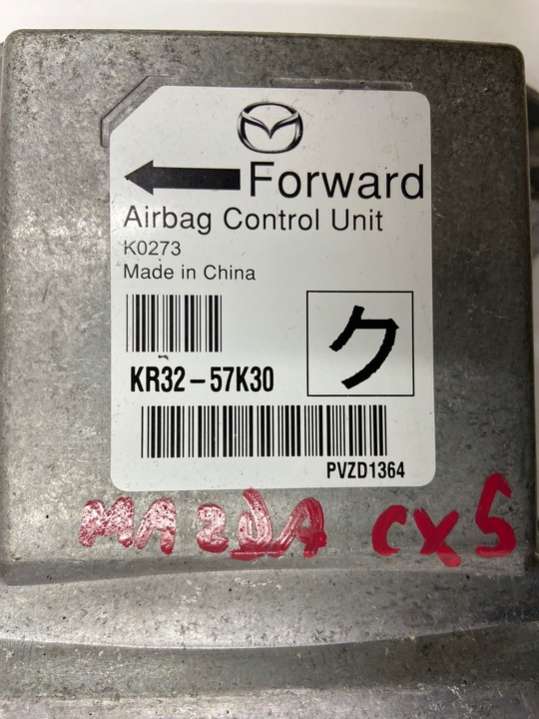 Forward
Airbag Control Unit
K0273
Made in China
ク
KR32-57K30
PVZD1364
MAZDA CX5